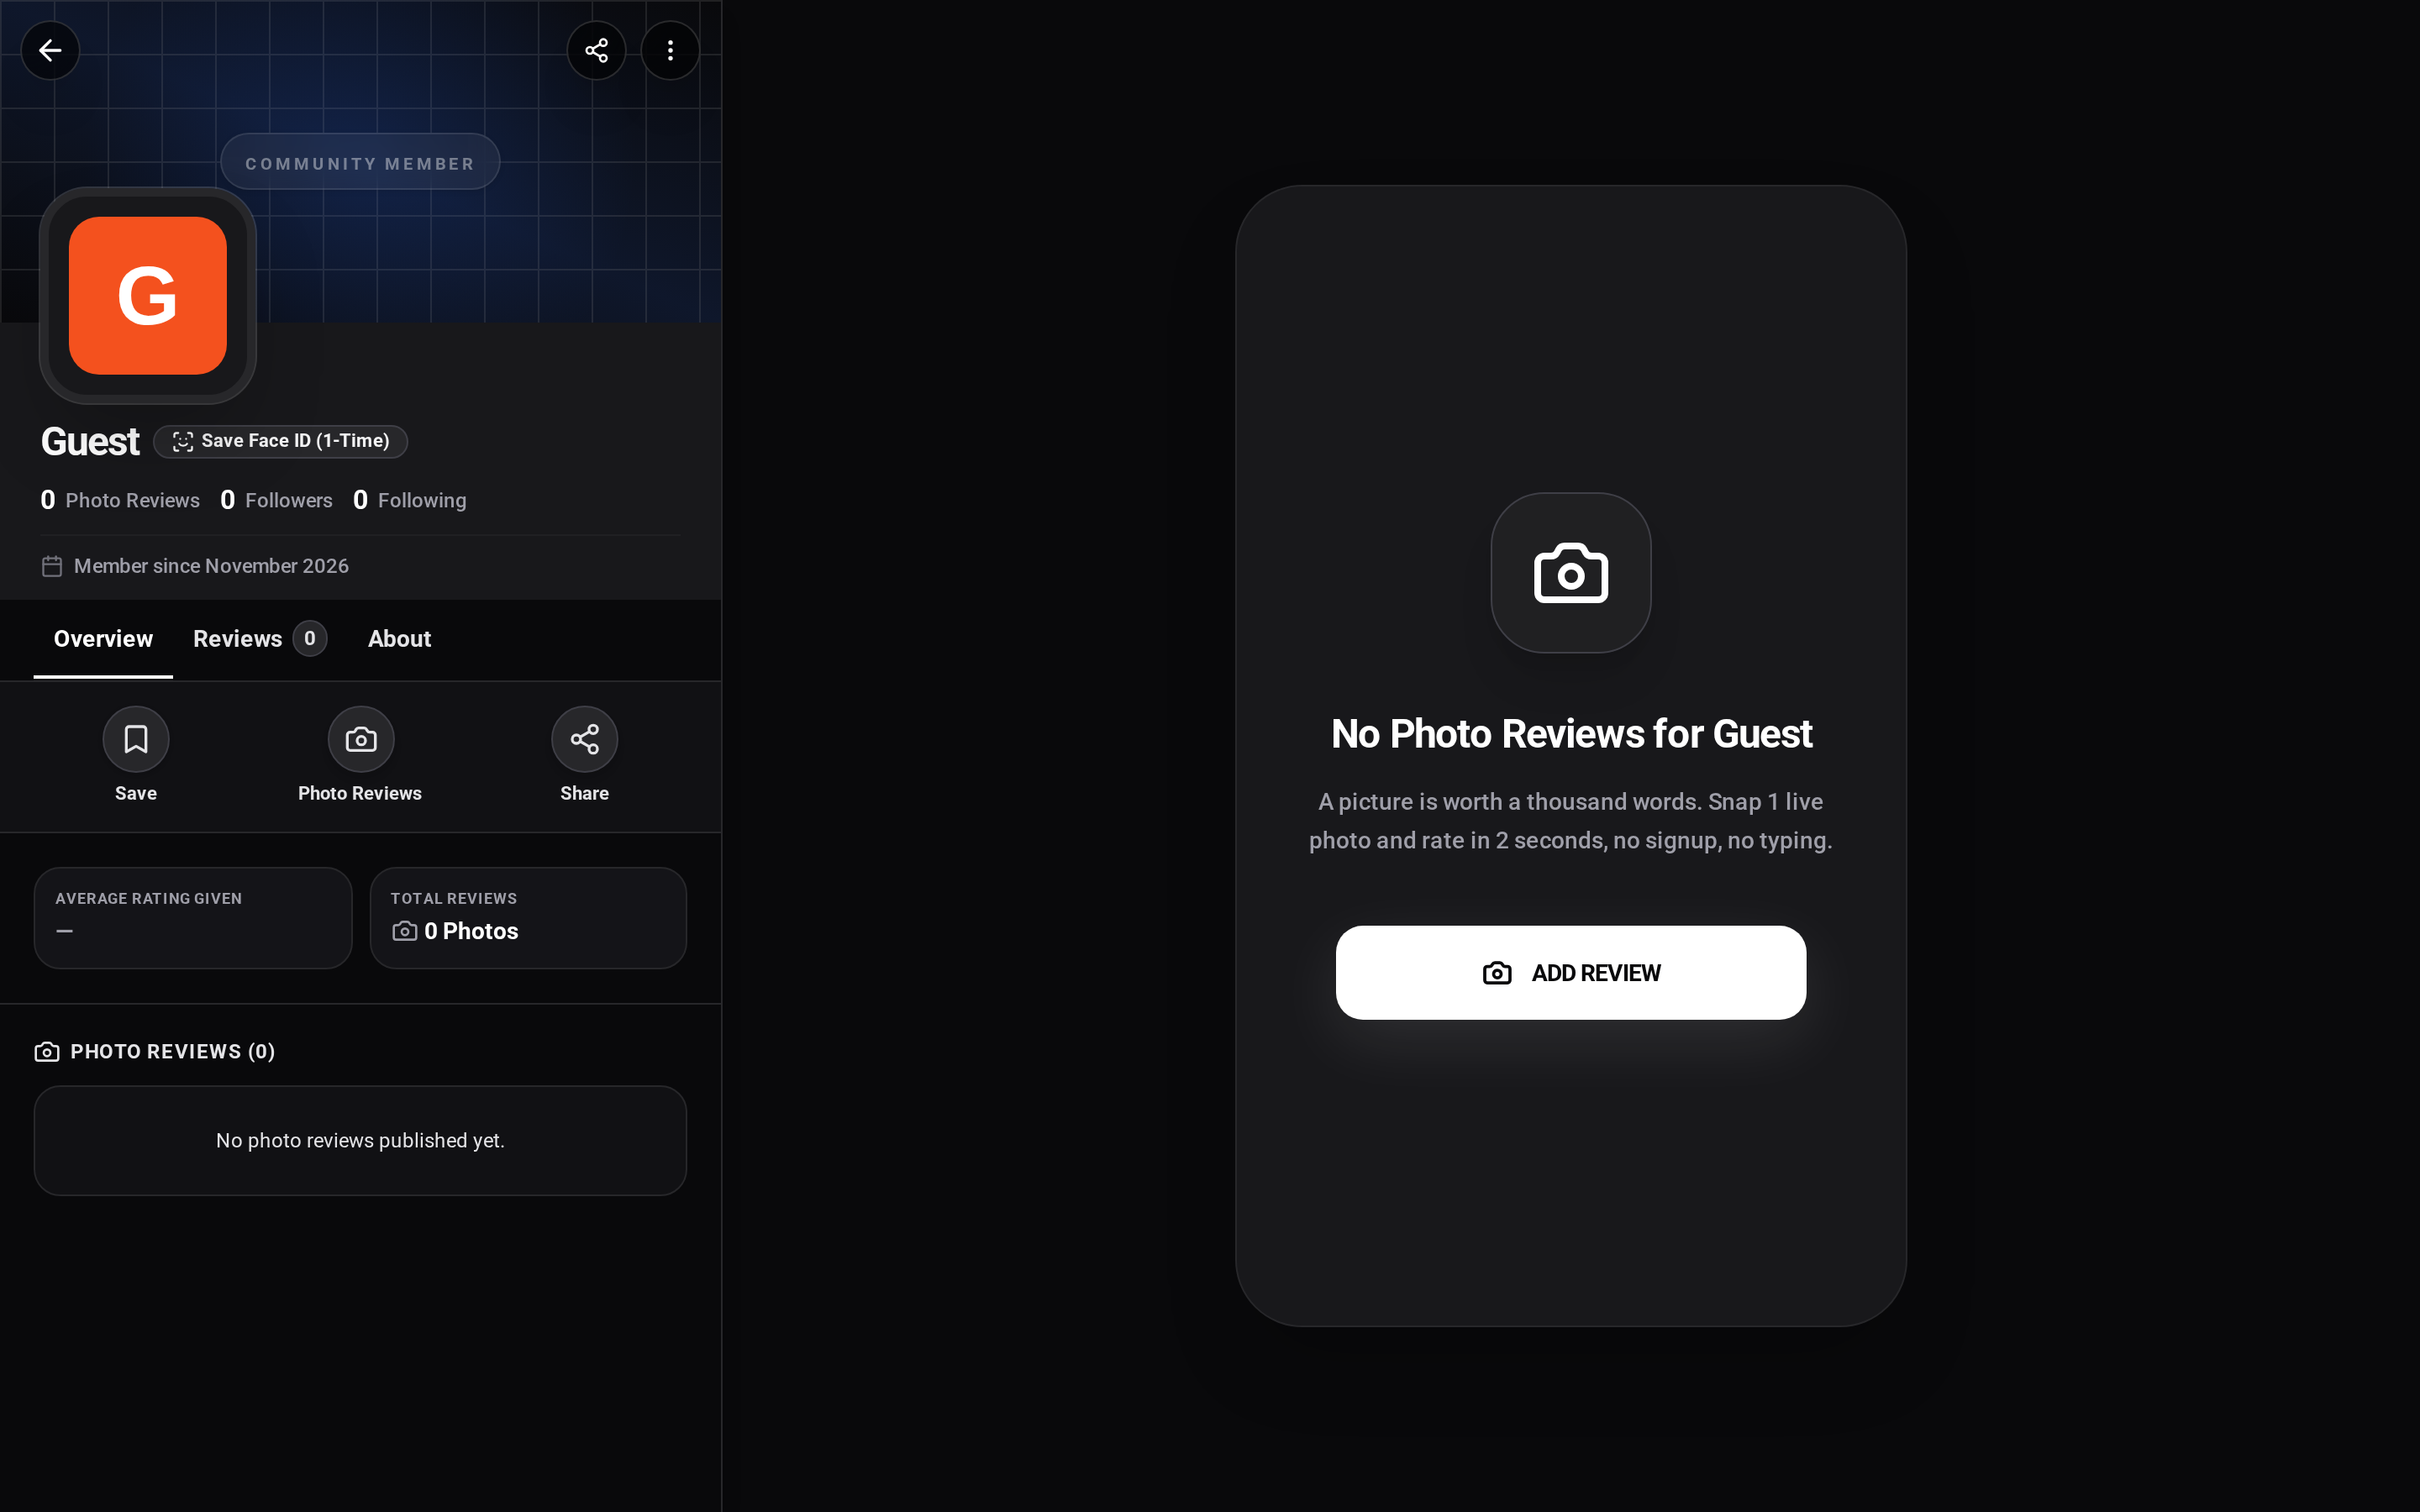 COMMUNITY MEMBER
G
Guest
Save Face ID (1-Time)
0 Photo Reviews 0 Followers 0 Following
Member since November 2026
Overview Reviews 0 About
Save Photo Reviews Share
AVERAGE RATING GIVEN
—
TOTAL REVIEWS
0 Photos
PHOTO REVIEWS (0)
No photo reviews published yet.
No Photo Reviews for Guest
A picture is worth a thousand words. Snap 1 live
photo and rate in 2 seconds, no signup, no typing.
ADD REVIEW